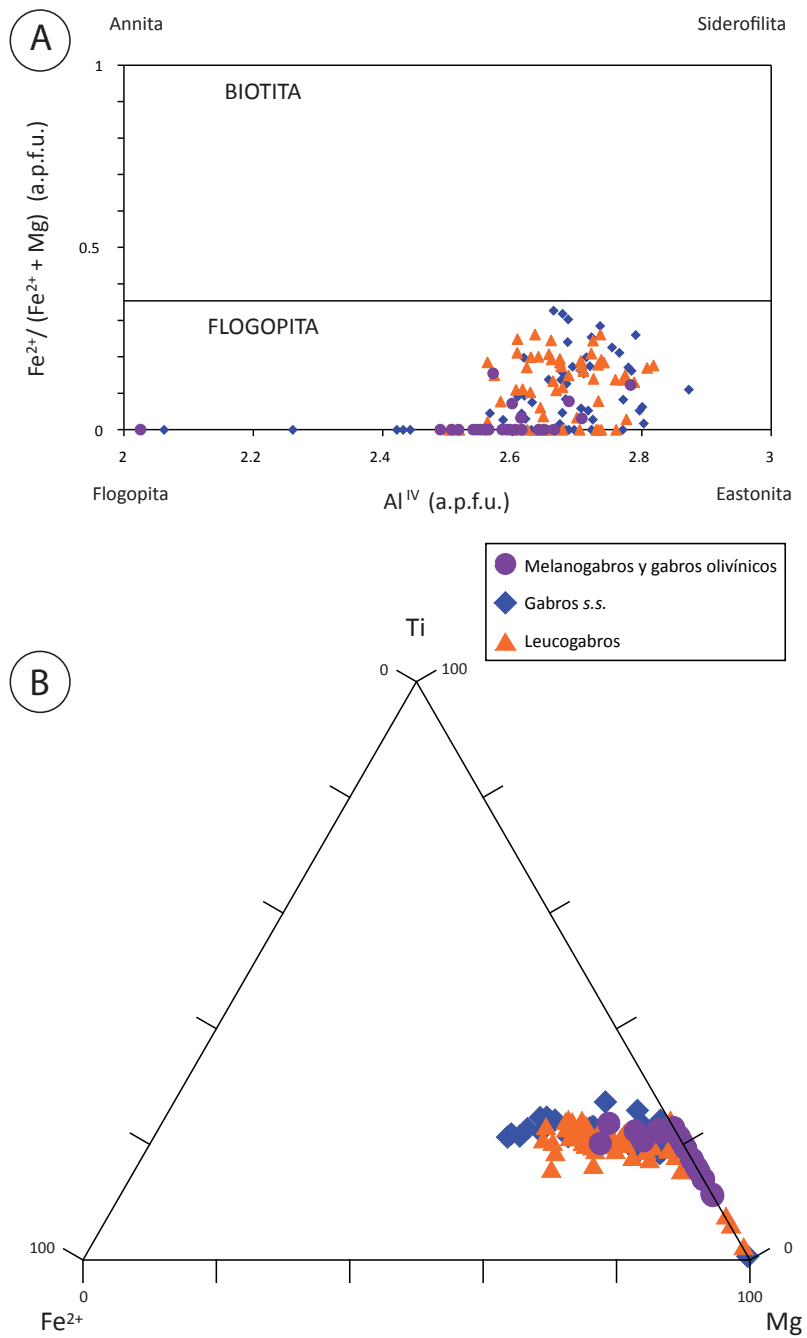 A
Annita
Siderofilita
1
BIOTITA
0.5
FLOGOPITA
0
Fe²⁺/ (Fe²⁺ + Mg) (a.p.f.u.)
2
2.2
2.4
2.6
2.8
3
Flogopita
Al ᴵⱽ (a.p.f.u.)
Eastonita
Melanogabros y gabros olivínicos
Gabros s.s.
Leucogabros
B
Ti
0
100
100
0
0
100
Fe²⁺
Mg